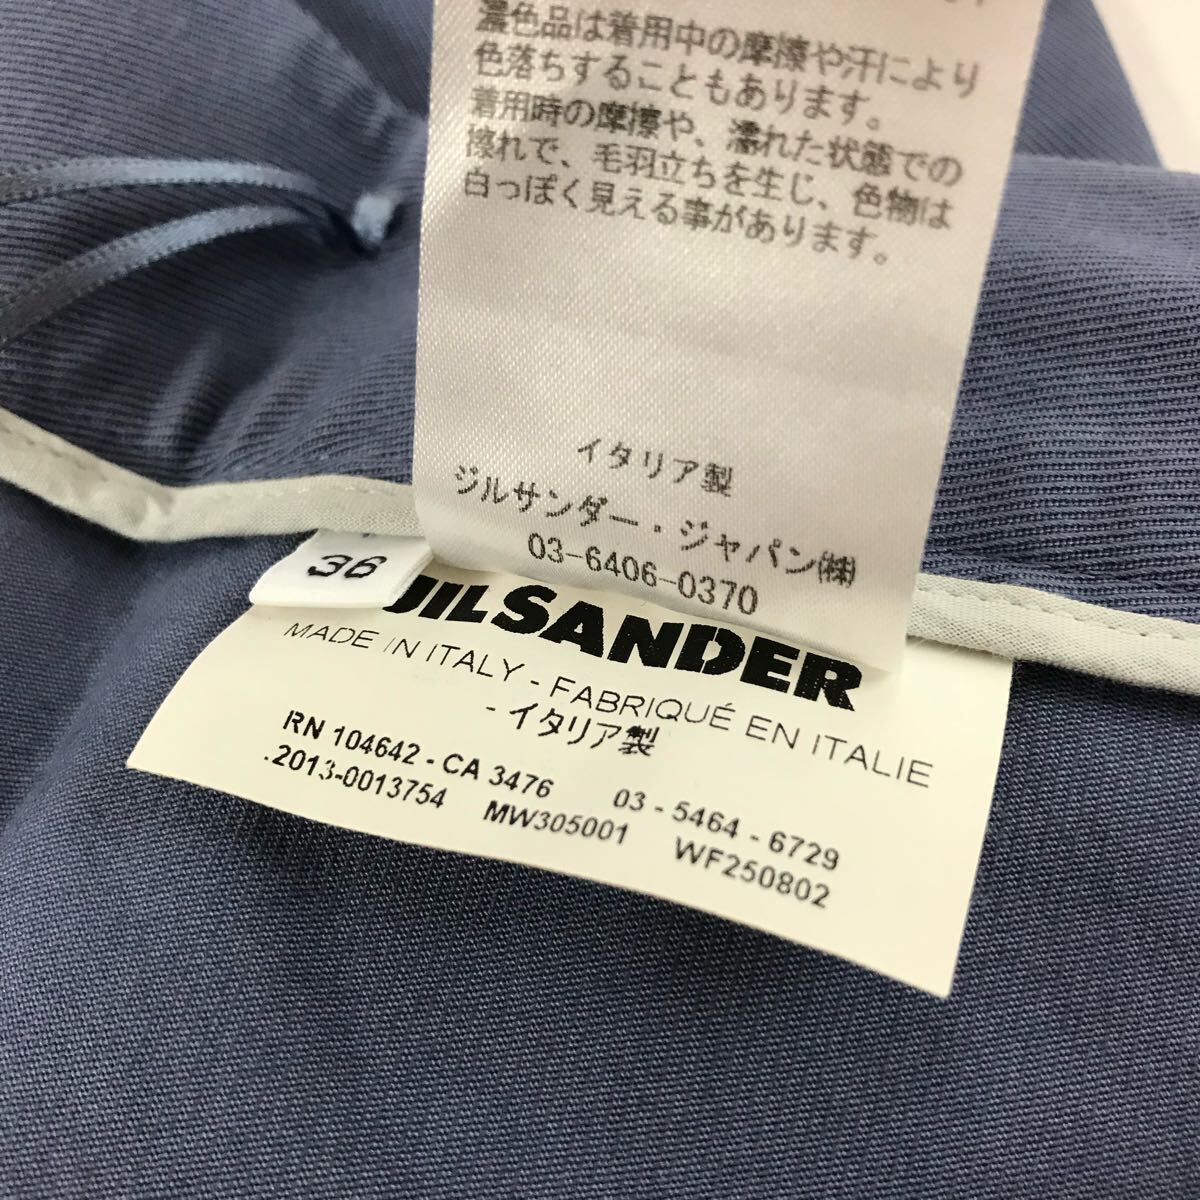 濃色品は着用中の摩擦や汗により
色落ちすることもあります。
着用時の摩擦や、濡れた状態での
擦れで、毛羽立ちを生じ、色物は
白っぽく見える事があります。
イタリア製
ジルサンダー・ジャパン㈱
03-6406-0370
36
JILSANDER
MADE IN ITALY - FABRIQUÉ EN ITALIE
- イタリア製
RN 104642 - CA 3476 03 - 5464 - 6729
.2013-0013754 MW305001 WF250802